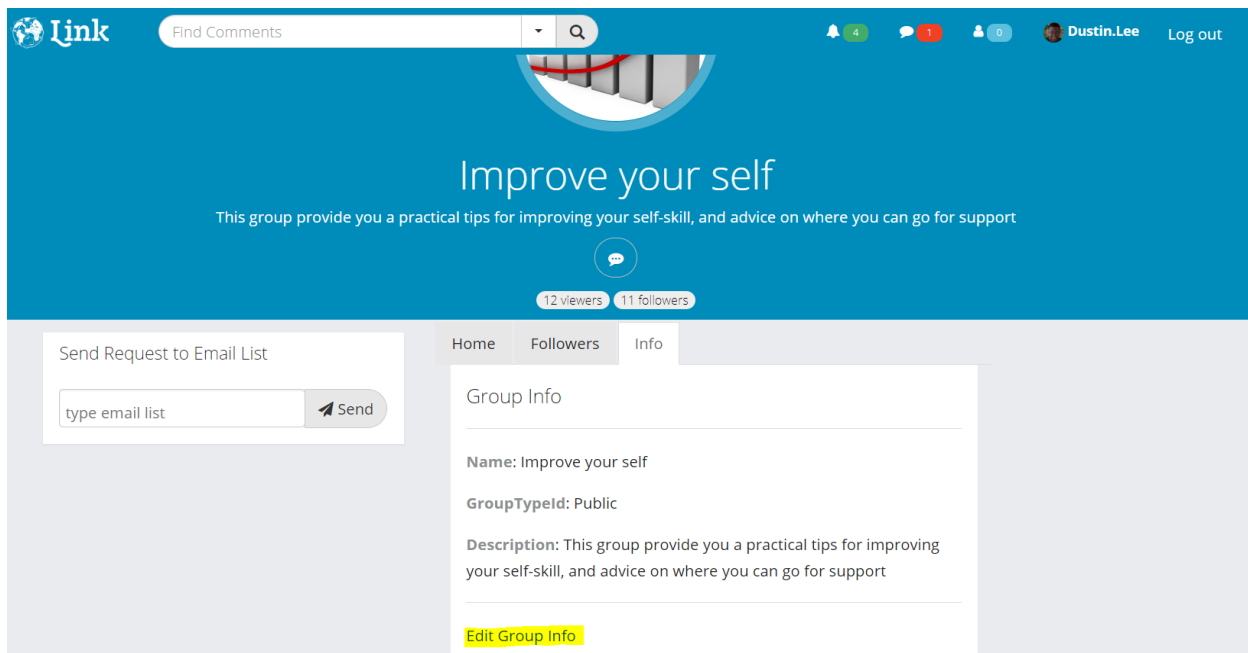 Link
Find Comments
4
1
0
Dustin.Lee
Log out
Improve your self
This group provide you a practical tips for improving your self-skill, and advice on where you can go for support
12 viewers 11 followers
Send Request to Email List
type email list
Send
Home Followers Info
Group Info
Name: Improve your self
GroupTypeId: Public
Description: This group provide you a practical tips for improving
your self-skill, and advice on where you can go for support
Edit Group Info